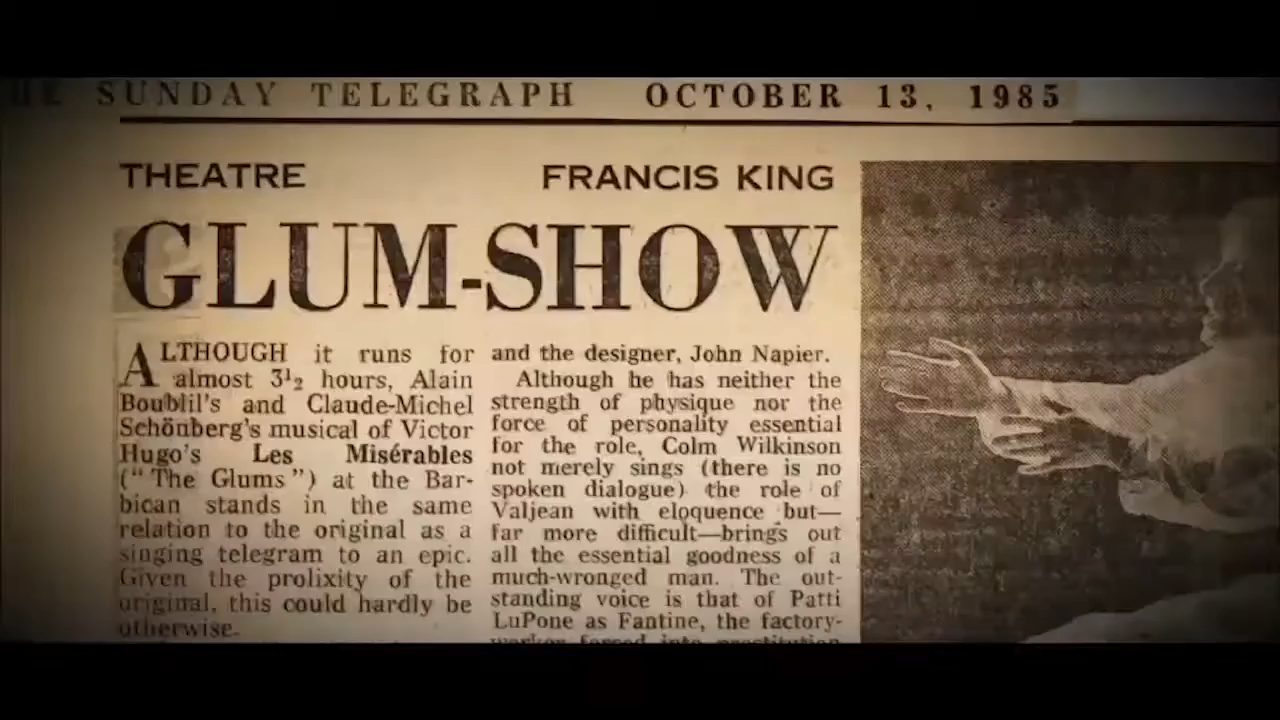 HE SUNDAY TELEGRAPH OCTOBER 13, 1985
THEATRE FRANCIS KING
GLUM-SHOW
ALTHOUGH it runs for
almost 3½ hours, Alain
Boublil's and Claude-Michel
Schönberg's musical of Victor
Hugo's Les Misérables
("The Glums") at the Bar-
bican stands in the same
relation to the original as a
singing telegram to an epic.
Given the prolixity of the
original, this could hardly be
otherwise.
and the designer, John Napier.
Although he has neither the
strength of physique nor the
force of personality essential
for the role, Colm Wilkinson
not merely sings (there is no
spoken dialogue) the role of
Valjean with eloquence but—
far more difficult—brings out
all the essential goodness of a
much-wronged man. The out-
standing voice is that of Patti
LuPone as Fantine, the factory-
worker forced into prostitution